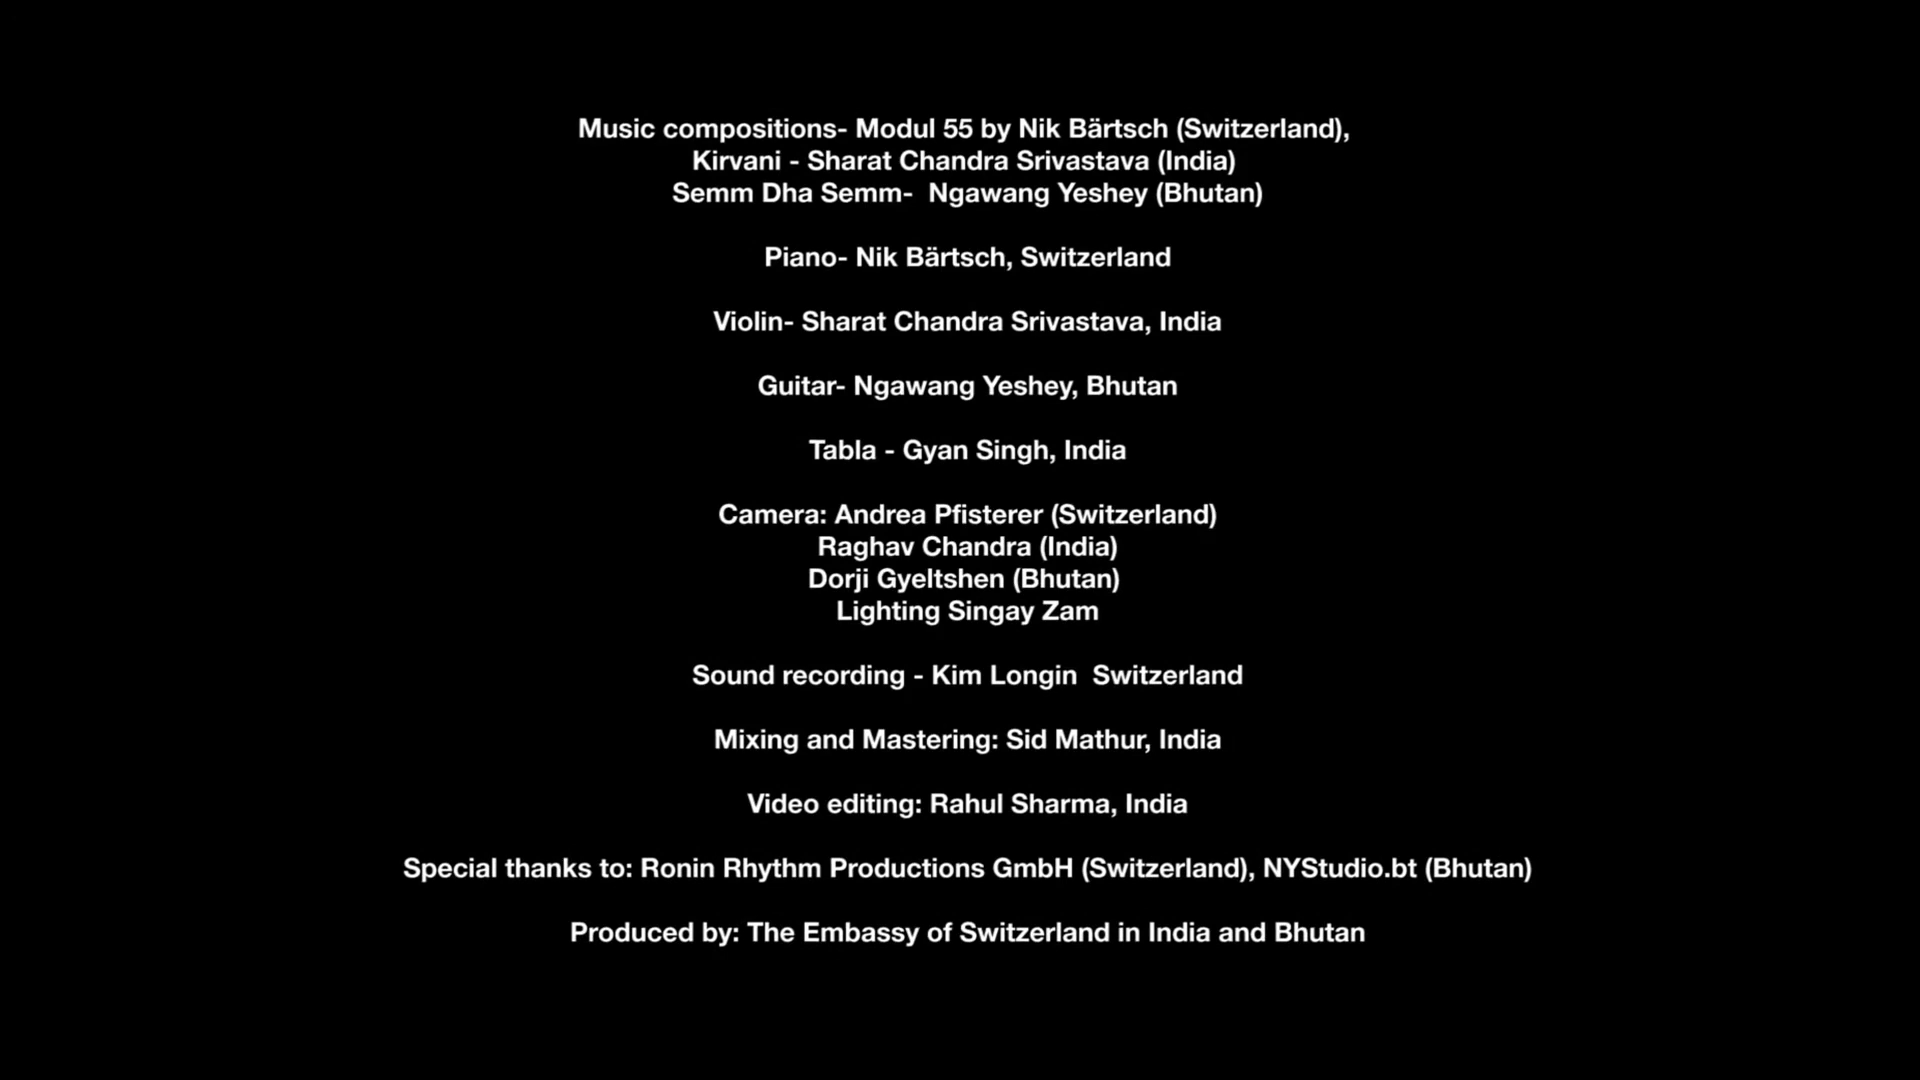 Music compositions- Modul 55 by Nik Bärtsch (Switzerland),
Kirvani - Sharat Chandra Srivastava (India)
Semm Dha Semm-  Ngawang Yeshey (Bhutan)
Piano- Nik Bärtsch, Switzerland
Violin- Sharat Chandra Srivastava, India
Guitar- Ngawang Yeshey, Bhutan
Tabla - Gyan Singh, India
Camera: Andrea Pfisterer (Switzerland)
Raghav Chandra (India)
Dorji Gyeltshen (Bhutan)
Lighting Singay Zam
Sound recording - Kim Longin  Switzerland
Mixing and Mastering: Sid Mathur, India
Video editing: Rahul Sharma, India
Special thanks to: Ronin Rhythm Productions GmbH (Switzerland), NYStudio.bt (Bhutan)
Produced by: The Embassy of Switzerland in India and Bhutan